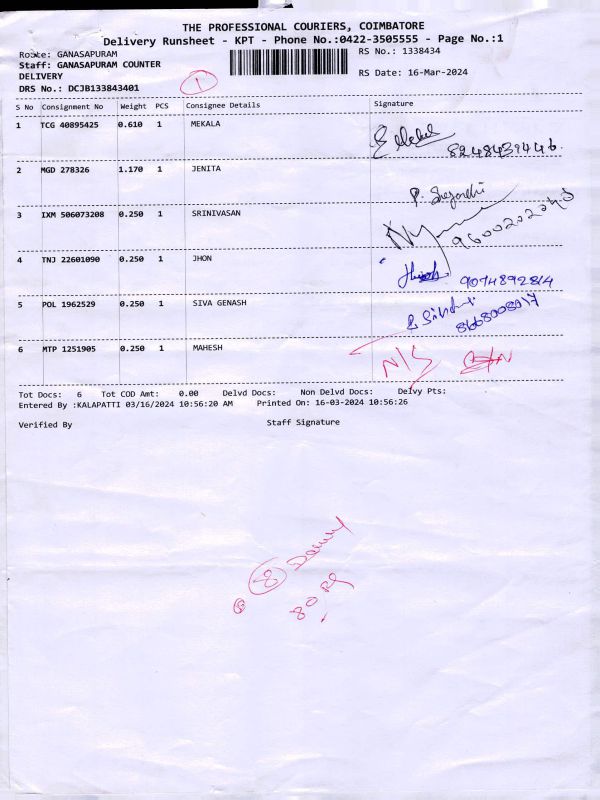 THE PROFESSIONAL COURIERS, COIMBATORE
Delivery Runsheet - KPT - Phone No.:0422-3505555 - Page No.:1
Route: GANASAPURAM RS No.: 1338434
Staff: GANASAPURAM COUNTER
DELIVERY RS Date: 16-Mar-2024
DRS No.: DCJB133843401
1
S No Consignment No Weight PCS Consignee Details Signature
1 TCG 40895425 0.610 1 MEKALA
8248439446.
2 MGD 278326 1.170 1 JENITA
3 IXM 506073208 0.250 1 SRINIVASAN
4 TNJ 22601090 0.250 1 JHON
9094892814
5 POL 1962529 0.250 1 SIVA GENASH
6 MTP 1251905 0.250 1 MAHESH
N/S
Tot Docs: 6 Tot COD Amt: 0.00 Delvd Docs: Non Delvd Docs: Delvy Pts:
Entered By :KALAPATTI 03/16/2024 10:56:20 AM Printed On: 16-03-2024 10:56:26
Verified By Staff Signature
8
80